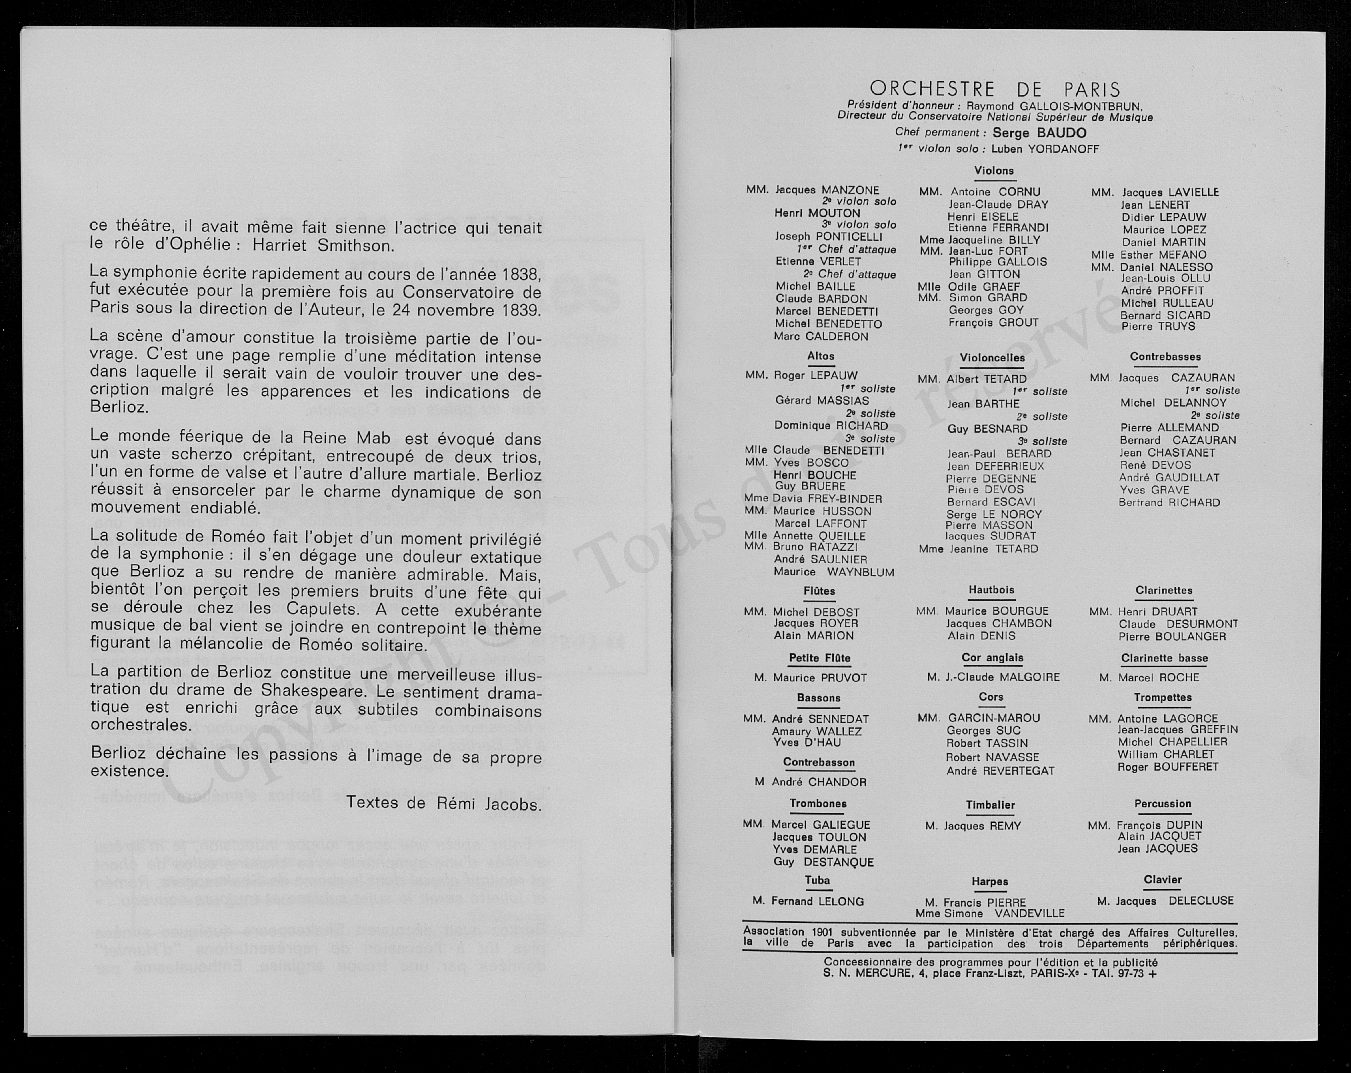 ce théâtre, il avait même fait sienne l'actrice qui tenait
le rôle d'Ophélie : Harriet Smithson.
La symphonie écrite rapidement au cours de l'année 1838,
fut exécutée pour la première fois au Conservatoire de
Paris sous la direction de l'Auteur, le 24 novembre 1839.
La scène d'amour constitue la troisième partie de l'ou-
vrage. C'est une page remplie d'une méditation intense
dans laquelle il serait vain de vouloir trouver une des-
cription malgré les apparences et les indications de
Berlioz.
Le monde féerique de la Reine Mab est évoqué dans
un vaste scherzo crépitant, entrecoupé de deux trios,
l'un en forme de valse et l'autre d'allure martiale. Berlioz
réussit à ensorceler par le charme dynamique de son
mouvement endiablé.
La solitude de Roméo fait l'objet d'un moment privilégié
de la symphonie : il s'en dégage une douleur extatique
que Berlioz a su rendre de manière admirable. Mais,
bientôt l'on perçoit les premiers bruits d'une fête qui
se déroule chez les Capulets. A cette exubérante
musique de bal vient se joindre en contrepoint le thème
figurant la mélancolie de Roméo solitaire.
La partition de Berlioz constitue une merveilleuse illus-
tration du drame de Shakespeare. Le sentiment drama-
tique est enrichi grâce aux subtiles combinaisons
orchestrales.
Berlioz déchaîne les passions à l'image de sa propre
existence.
Textes de Rémi Jacobs.
ORCHESTRE DE PARIS
Président d'honneur : Raymond GALLOIS-MONTBRUN,
Directeur du Conservatoire National Supérieur de Musique
Chef permanent : Serge BAUDO
1er violon solo : Luben YORDANOFF
Violons
MM. Jacques MANZONE
2e violon solo
Henri MOUTON
3e violon solo
Joseph PONTICELLI
1er Chef d'attaque
Etienne VERLET
2e Chef d'attaque
Michel BAILLE
Claude BARDON
Marcel BENEDETTI
Michel BENEDETTO
Marc CALDERON
MM. Antoine CORNU
Jean-Claude DRAY
Henri EISELE
Etienne FERRANDI
Mme Jacqueline BILLY
MM. Jean-Luc FORT
Philippe GALLOIS
Jean GITTON
Mlle Odile GRAEF
MM. Simon GRARD
Georges GOY
François GROUT
MM. Jacques LAVIELLE
Jean LENERT
Didier LEPAUW
Maurice LOPEZ
Daniel MARTIN
Mlle Esther MEFANO
MM. Daniel NALESSO
Jean-Louis OLLU
André PROFFIT
Michel RULLEAU
Bernard SICARD
Pierre TRUYS
Altos
MM. Roger LEPAUW
1er soliste
Gérard MASSIAS
2e soliste
Dominique RICHARD
3e soliste
Mlle Claude BENEDETTI
MM. Yves BOSCO
Henri BOUCHE
Guy BRUERE
Mme Davia FREY-BINDER
MM. Maurice HUSSON
Marcel LAFFONT
Mlle Annette QUEILLE
MM. Bruno RATAZZI
André SAULNIER
Maurice WAYNBLUM
Violoncelles
MM. Albert TETARD
1er soliste
Jean BARTHE
2e soliste
Guy BESNARD
3e soliste
Jean-Paul BERARD
Jean DEFERRIEUX
Pierre DEGENNE
Pierre DEVOS
Bernard ESCAVI
Serge LE NORCY
Pierre MASSON
Jacques SUDRAT
Mme Jeanine TETARD
Contrebasses
MM Jacques CAZAURAN
1er soliste
Michel DELANNOY
2e soliste
Pierre ALLEMAND
Bernard CAZAURAN
Jean CHASTANET
René DEVOS
André GAUDILLAT
Yves GRAVE
Bertrand RICHARD
Flûtes
MM. Michel DEBOST
Jacques ROYER
Alain MARION
Hautbois
MM. Maurice BOURGUE
Jacques CHAMBON
Alain DENIS
Clarinettes
MM. Henri DRUART
Claude DESURMONT
Pierre BOULANGER
Petite Flûte
M. Maurice PRUVOT
Cor anglais
M. J.-Claude MALGOIRE
Clarinette basse
M. Marcel ROCHE
Bassons
MM. André SENNEDAT
Amaury WALLEZ
Yves D'HAU
Contrebasson
M André CHANDOR
Cors
MM. GARCIN-MAROU
Georges SUC
Robert TASSIN
Robert NAVASSE
André REVERTEGAT
Trompettes
MM. Antoine LAGORCE
Jean-Jacques GREFFIN
Michel CHAPELLIER
William CHARLET
Roger BOUFFERET
Trombones
MM. Marcel GALIEGUE
Jacques TOULON
Yves DEMARLE
Guy DESTANQUE
Timbalier
M. Jacques REMY
Percussion
MM. François DUPIN
Alain JACQUET
Jean JACQUES
Tuba
M. Fernand LELONG
Harpes
M. Francis PIERRE
Mme Simone VANDEVILLE
Clavier
M. Jacques DELECLUSE
Association 1901 subventionnée par le Ministère d'Etat chargé des Affaires Culturelles,
la ville de Paris avec la participation des trois Départements périphériques.
Concessionnaire des programmes pour l'édition et la publicité
S. N. MERCURE, 4, place Franz-Liszt, PARIS-Xe - TAI. 97-73 +
Copyright © - Tous droits réservé